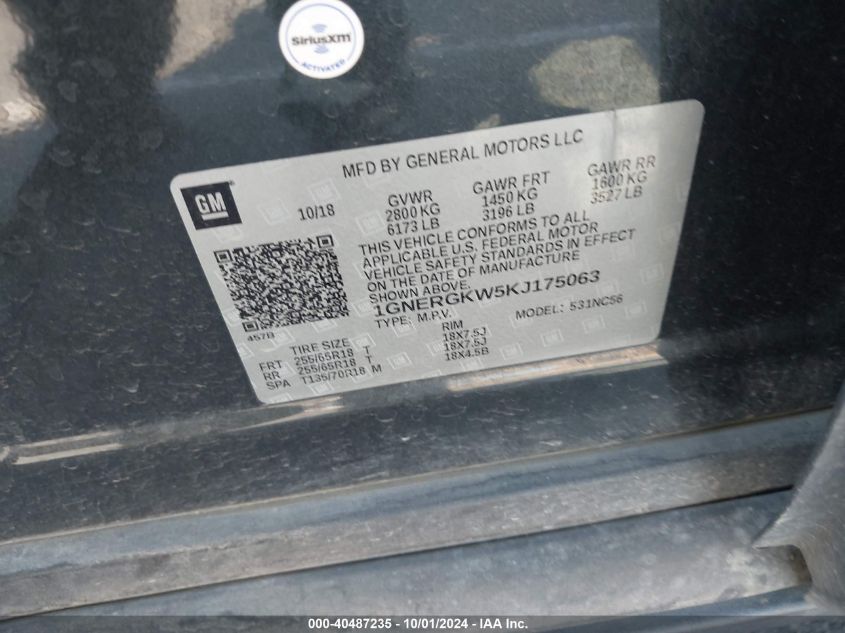 SiriusXM
ACTIVATED
MFD BY GENERAL MOTORS LLC
GM
10/18
GVWR
2800 KG
6173 LB
GAWR FRT
1450 KG
3196 LB
GAWR RR
1600 KG
3527 LB
THIS VEHICLE CONFORMS TO ALL
APPLICABLE U.S. FEDERAL MOTOR
VEHICLE SAFETY STANDARDS IN EFFECT
ON THE DATE OF MANUFACTURE
SHOWN ABOVE.
1GNERGKW5KJ175063
TYPE: M.P.V. MODEL: 531NC56
457B
TIRE SIZE RIM
FRT 255/65R18 T 18X7.5J
RR 255/65R18 T 18X7.5J
SPA T135/70R18 M 18X4.5B
000-40487235 - 10/01/2024 - IAA Inc.